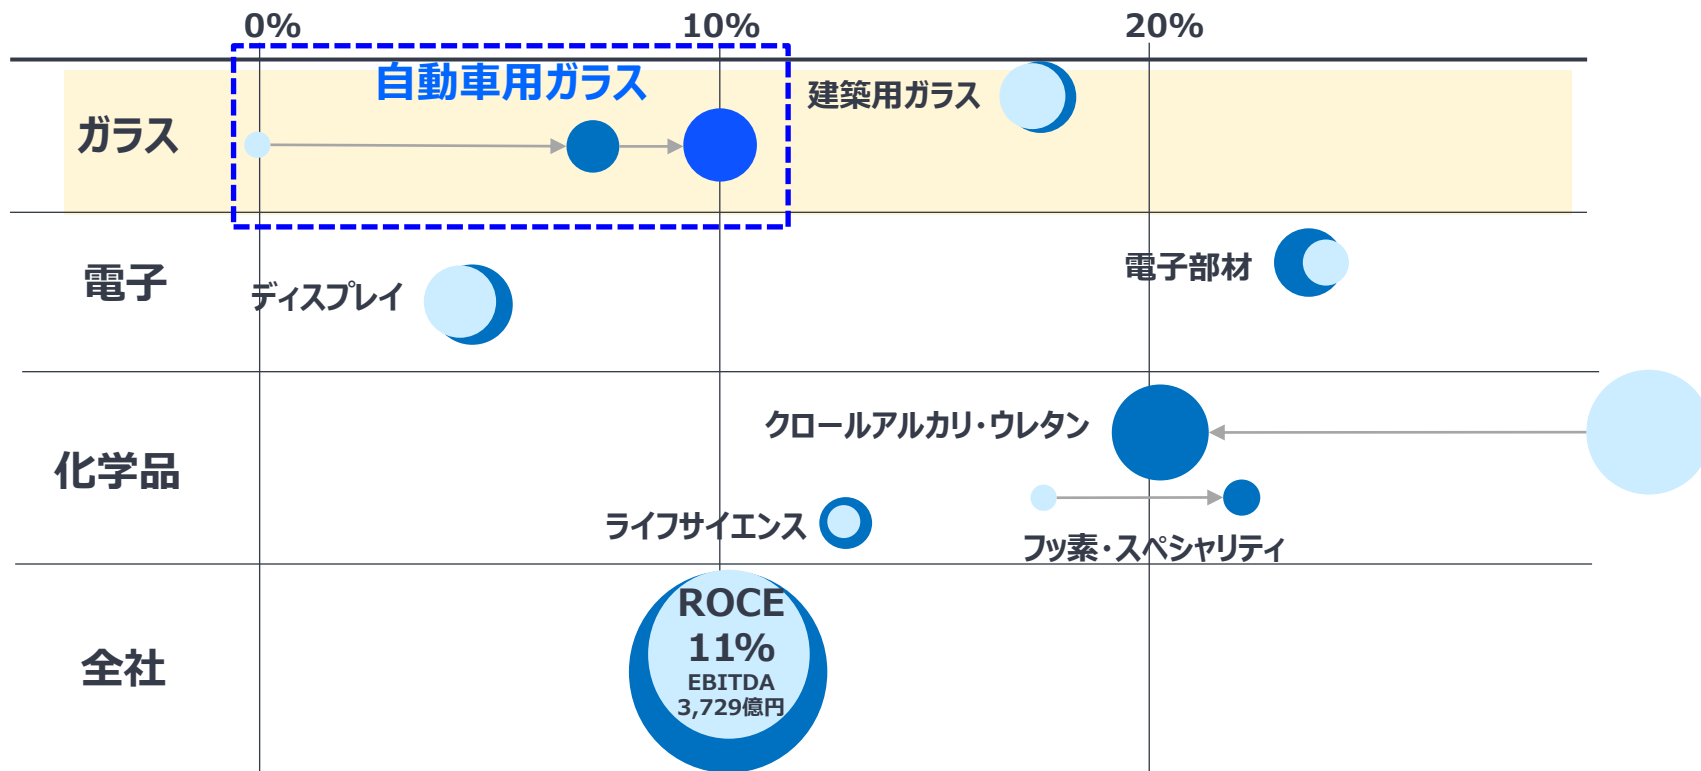 0% 10% 20%
自動車用ガラス
建築用ガラス
ガラス
電子
ディスプレイ
電子部材
化学品
クロールアルカリ・ウレタン
ライフサイエンス
フッ素・スペシャリティ
全社
ROCE
11%
EBITDA
3,729億円